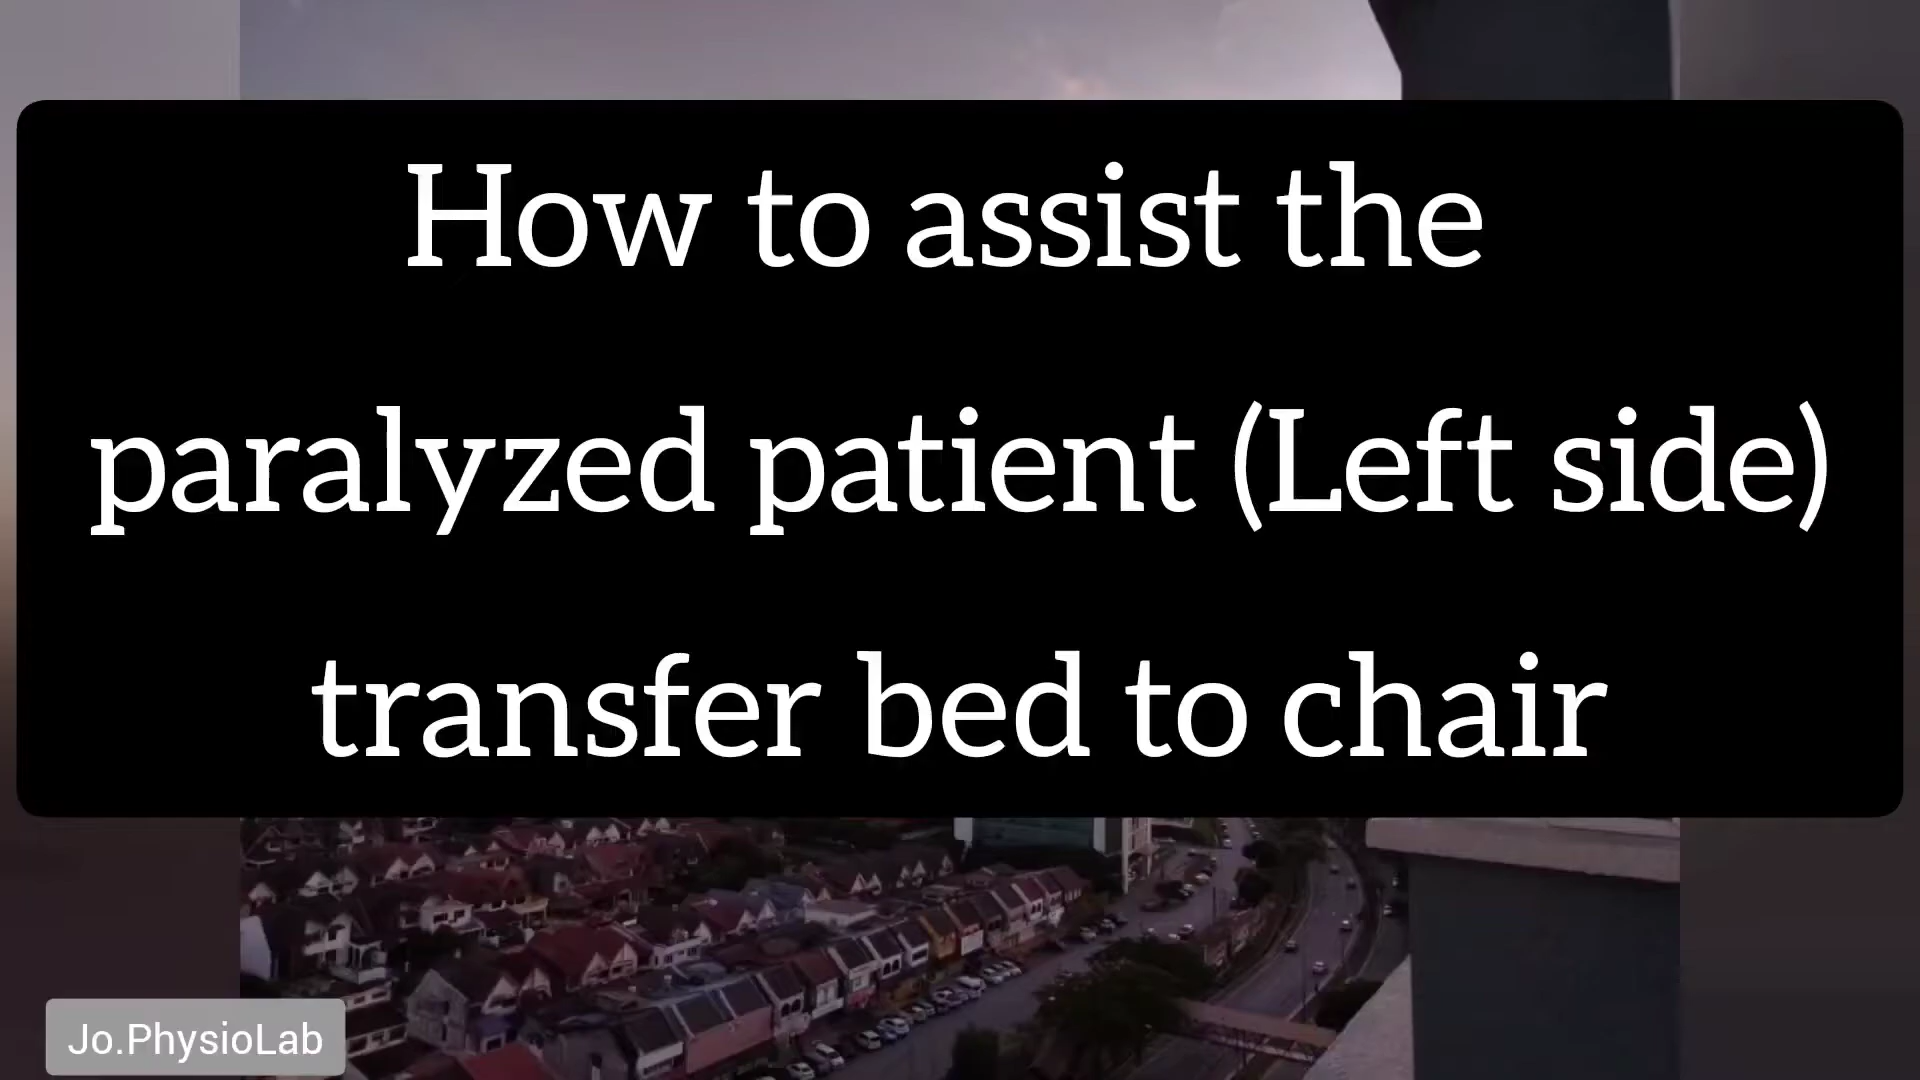 How to assist the
paralyzed patient (Left side)
transfer bed to chair
Jo.PhysioLab